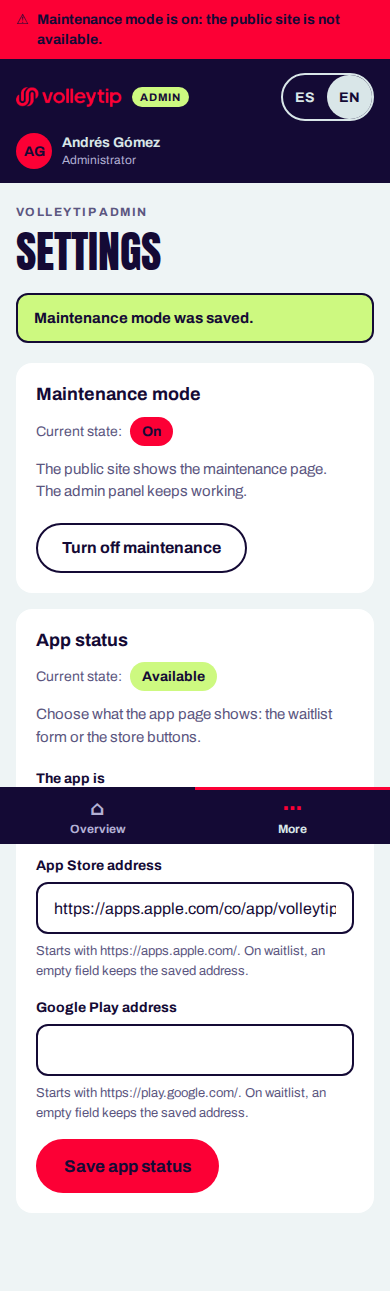 ⚠ Maintenance mode is on: the public site is not
available.
volleytip ADMIN
ES EN
AG
Andrés Gómez
Administrator
VOLLEYTIP ADMIN
SETTINGS
Maintenance mode was saved.
Maintenance mode
Current state: On
The public site shows the maintenance page.
The admin panel keeps working.
Turn off maintenance
App status
Current state: Available
Choose what the app page shows: the waitlist
form or the store buttons.
The app is
Overview
More
App Store address
https://apps.apple.com/co/app/volleytip
Starts with https://apps.apple.com/. On waitlist, an
empty field keeps the saved address.
Google Play address
Starts with https://play.google.com/. On waitlist, an
empty field keeps the saved address.
Save app status